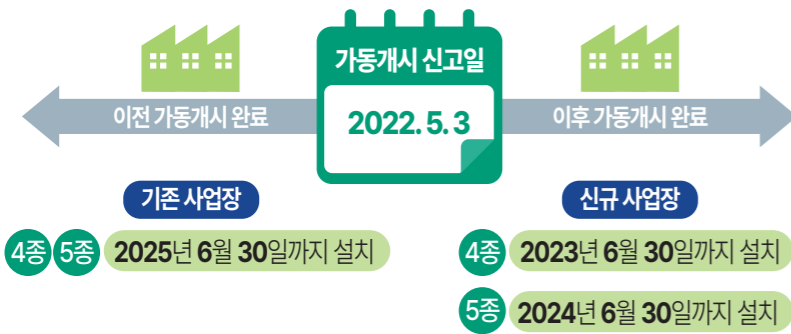 가동개시 신고일
2022. 5. 3
이전 가동개시 완료
이후 가동개시 완료
기존 사업장
4종 5종 2025년 6월 30일까지 설치
신규 사업장
4종 2023년 6월 30일까지 설치
5종 2024년 6월 30일까지 설치